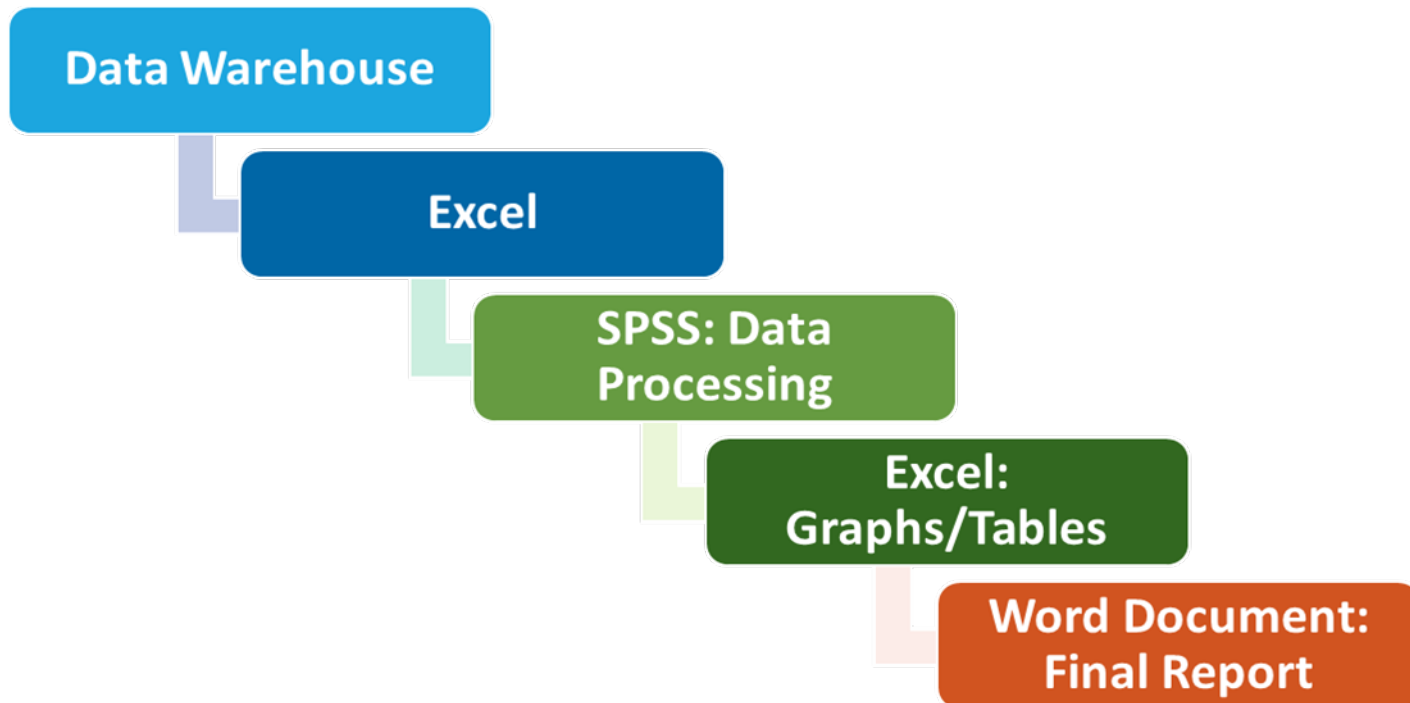 Data Warehouse
Excel
SPSS: Data
Processing
Excel:
Graphs/Tables
Word Document:
Final Report